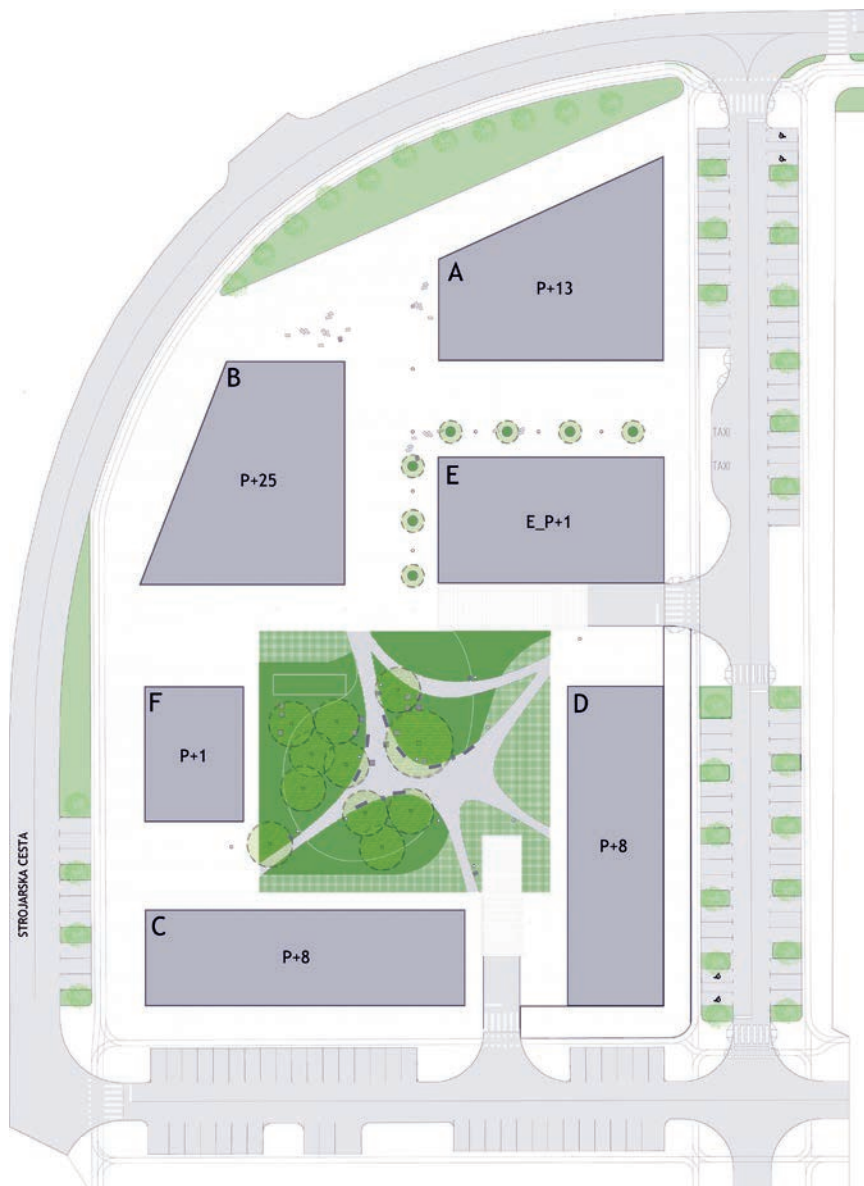 A
P+13
B
P+25
TAXI
TAXI
E
E_P+1
F
P+1
D
P+8
STROJARSKA CESTA
C
P+8